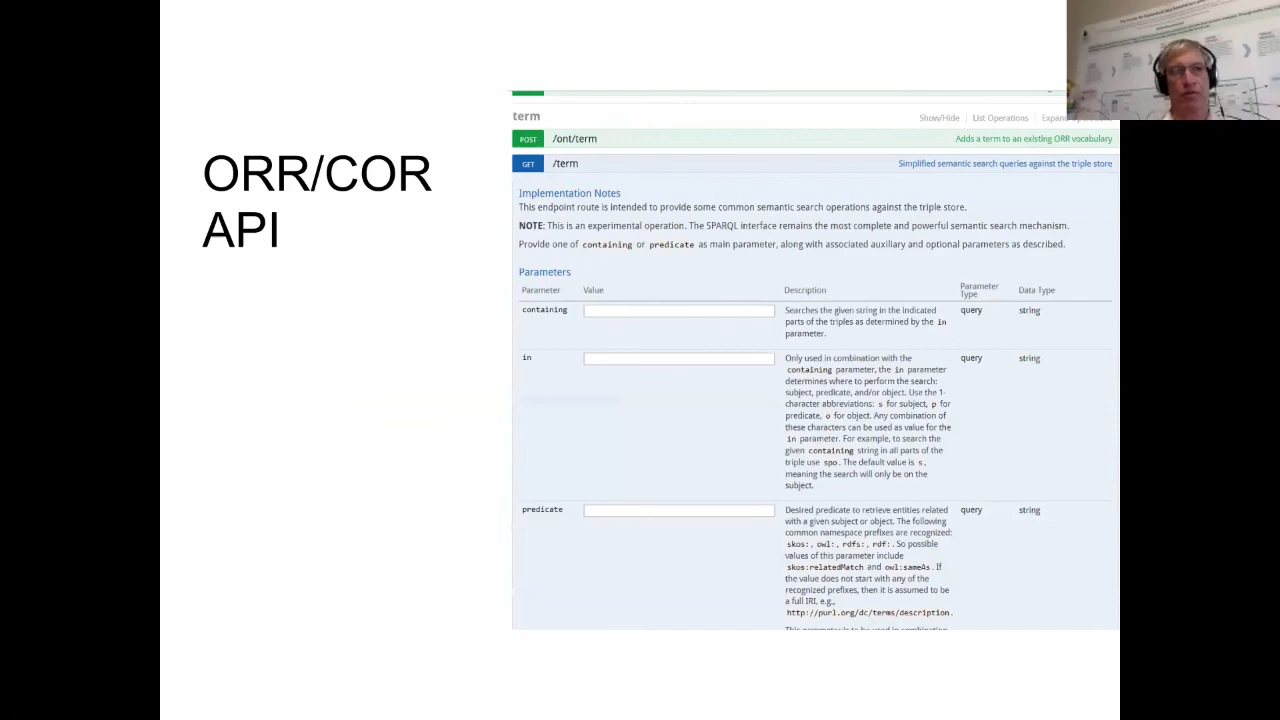 ORR/COR
API
term
Show/Hide | List Operations | Expand
POST /ont/term Adds a term to an existing ORR vocabulary
GET /term Simplified semantic search queries against the triple store
Implementation Notes
This endpoint route is intended to provide some common semantic search operations against the triple store.
NOTE: This is an experimental operation. The SPARQL interface remains the most complete and powerful semantic search mechanism.
Provide one of containing or predicate as main parameter, along with associated auxiliary and optional parameters as described.
Parameters
Parameter Value Description Parameter Type Data Type
containing
Searches the given string in the indicated
parts of the triples as determined by the in
parameter.
query string
in
Only used in combination with the
containing parameter, the in parameter
determines where to perform the search:
subject, predicate, and/or object. Use the 1-
character abbreviations: s for subject, p for
predicate, o for object. Any combination of
these characters can be used as value for the
in parameter. For example, to search the
given containing string in all parts of the
triple use spo. The default value is s,
meaning the search will only be on the
subject.
query string
predicate
Desired predicate to retrieve entities related
with a given subject or object. The following
common namespace prefixes are recognized:
skos:, owl:, rdfs:, rdf:. So possible
values of this parameter include
skos:relatedMatch and owl:sameAs. If
the value does not start with any of the
recognized prefixes, then it is assumed to be
a full IRI, e.g.,
http://purl.org/dc/terms/description.
query string